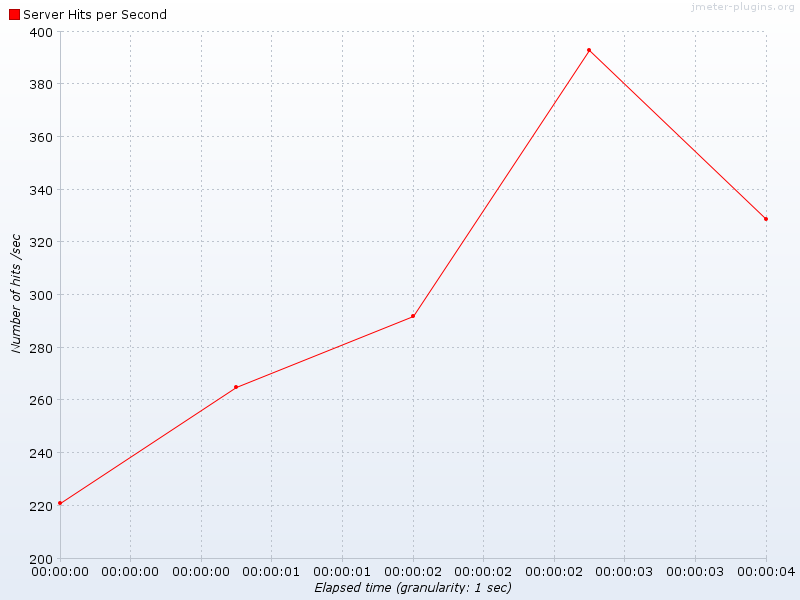 jmeter-plugins.org
Server Hits per Second
400
380
360
340
320
300
280
260
240
220
200
Number of hits /sec
00:00:00 00:00:00 00:00:00 00:00:01 00:00:01 00:00:02 00:00:02 00:00:02 00:00:03 00:00:03 00:00:04
Elapsed time (granularity: 1 sec)